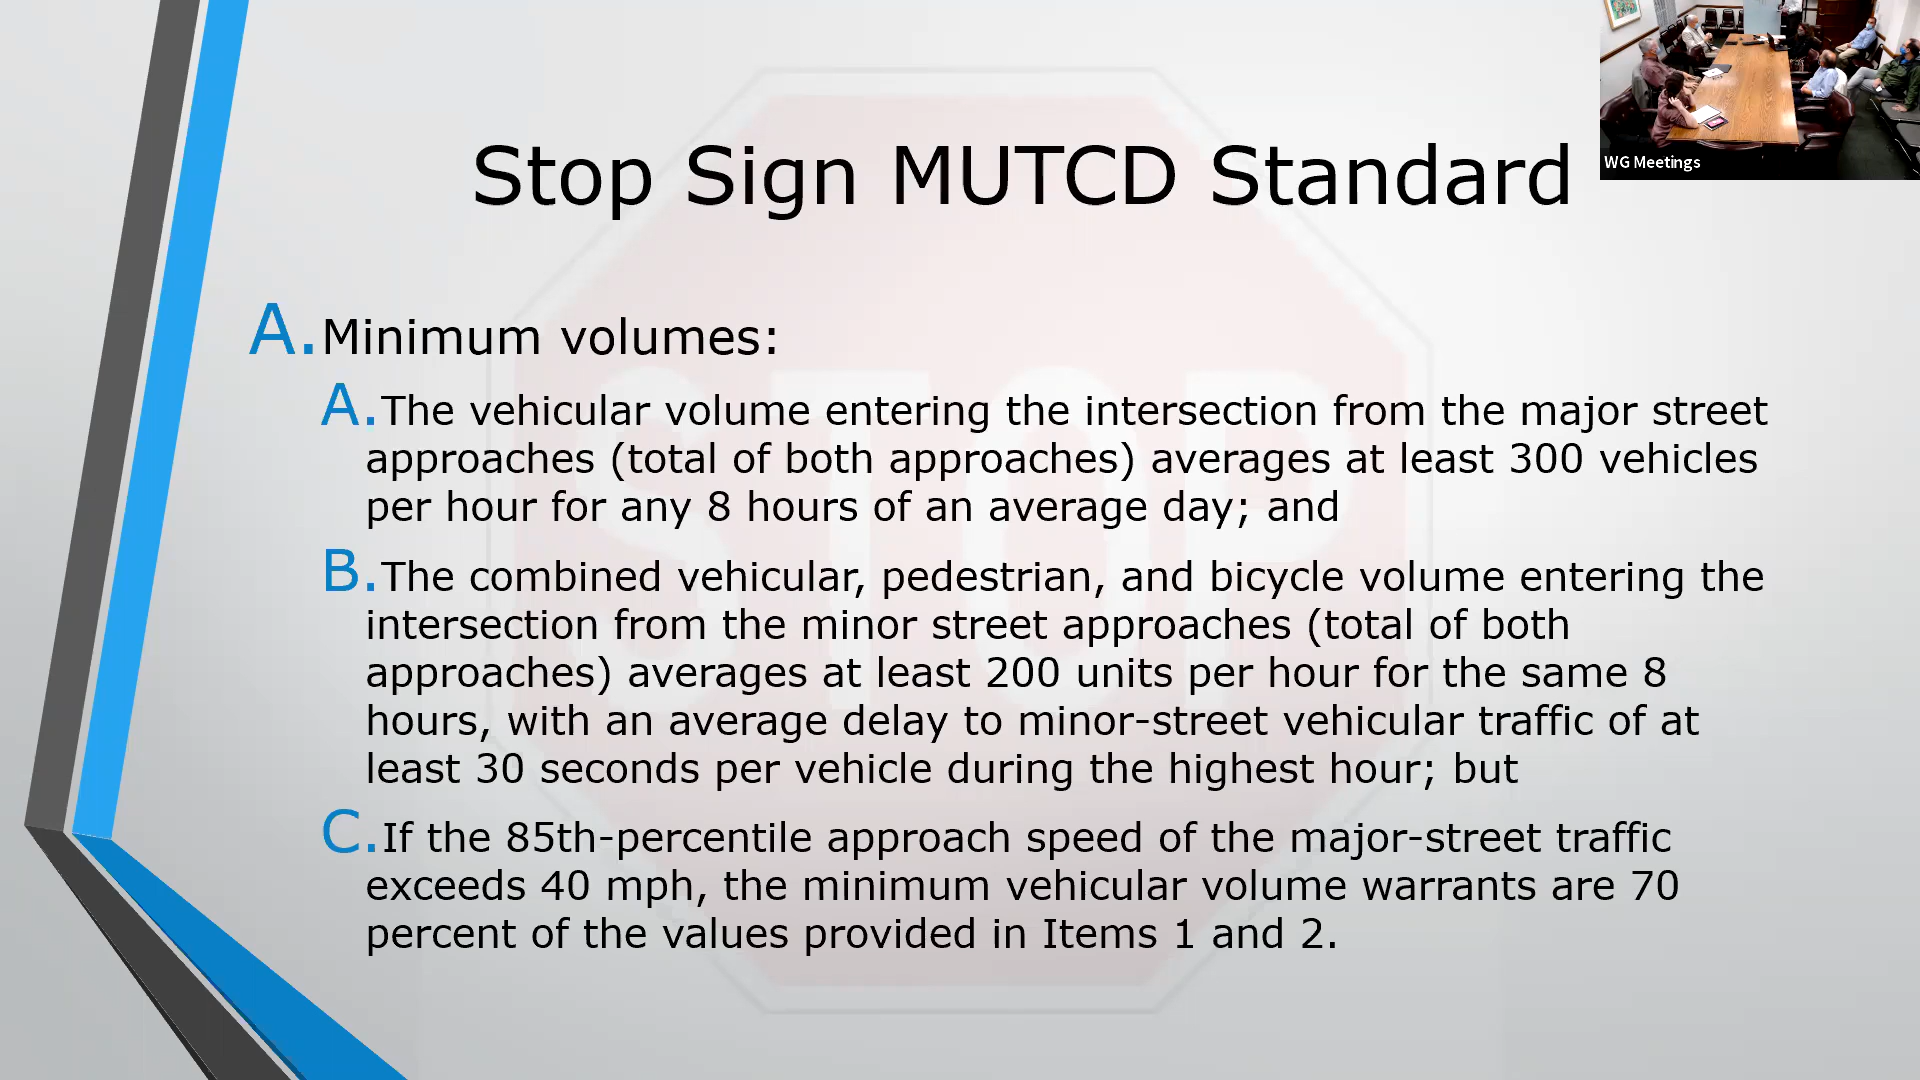 Stop Sign MUTCD Standard
WG Meetings
A.Minimum volumes:
A.The vehicular volume entering the intersection from the major street
approaches (total of both approaches) averages at least 300 vehicles
per hour for any 8 hours of an average day; and
B.The combined vehicular, pedestrian, and bicycle volume entering the
intersection from the minor street approaches (total of both
approaches) averages at least 200 units per hour for the same 8
hours, with an average delay to minor-street vehicular traffic of at
least 30 seconds per vehicle during the highest hour; but
C.If the 85th-percentile approach speed of the major-street traffic
exceeds 40 mph, the minimum vehicular volume warrants are 70
percent of the values provided in Items 1 and 2.
STOP